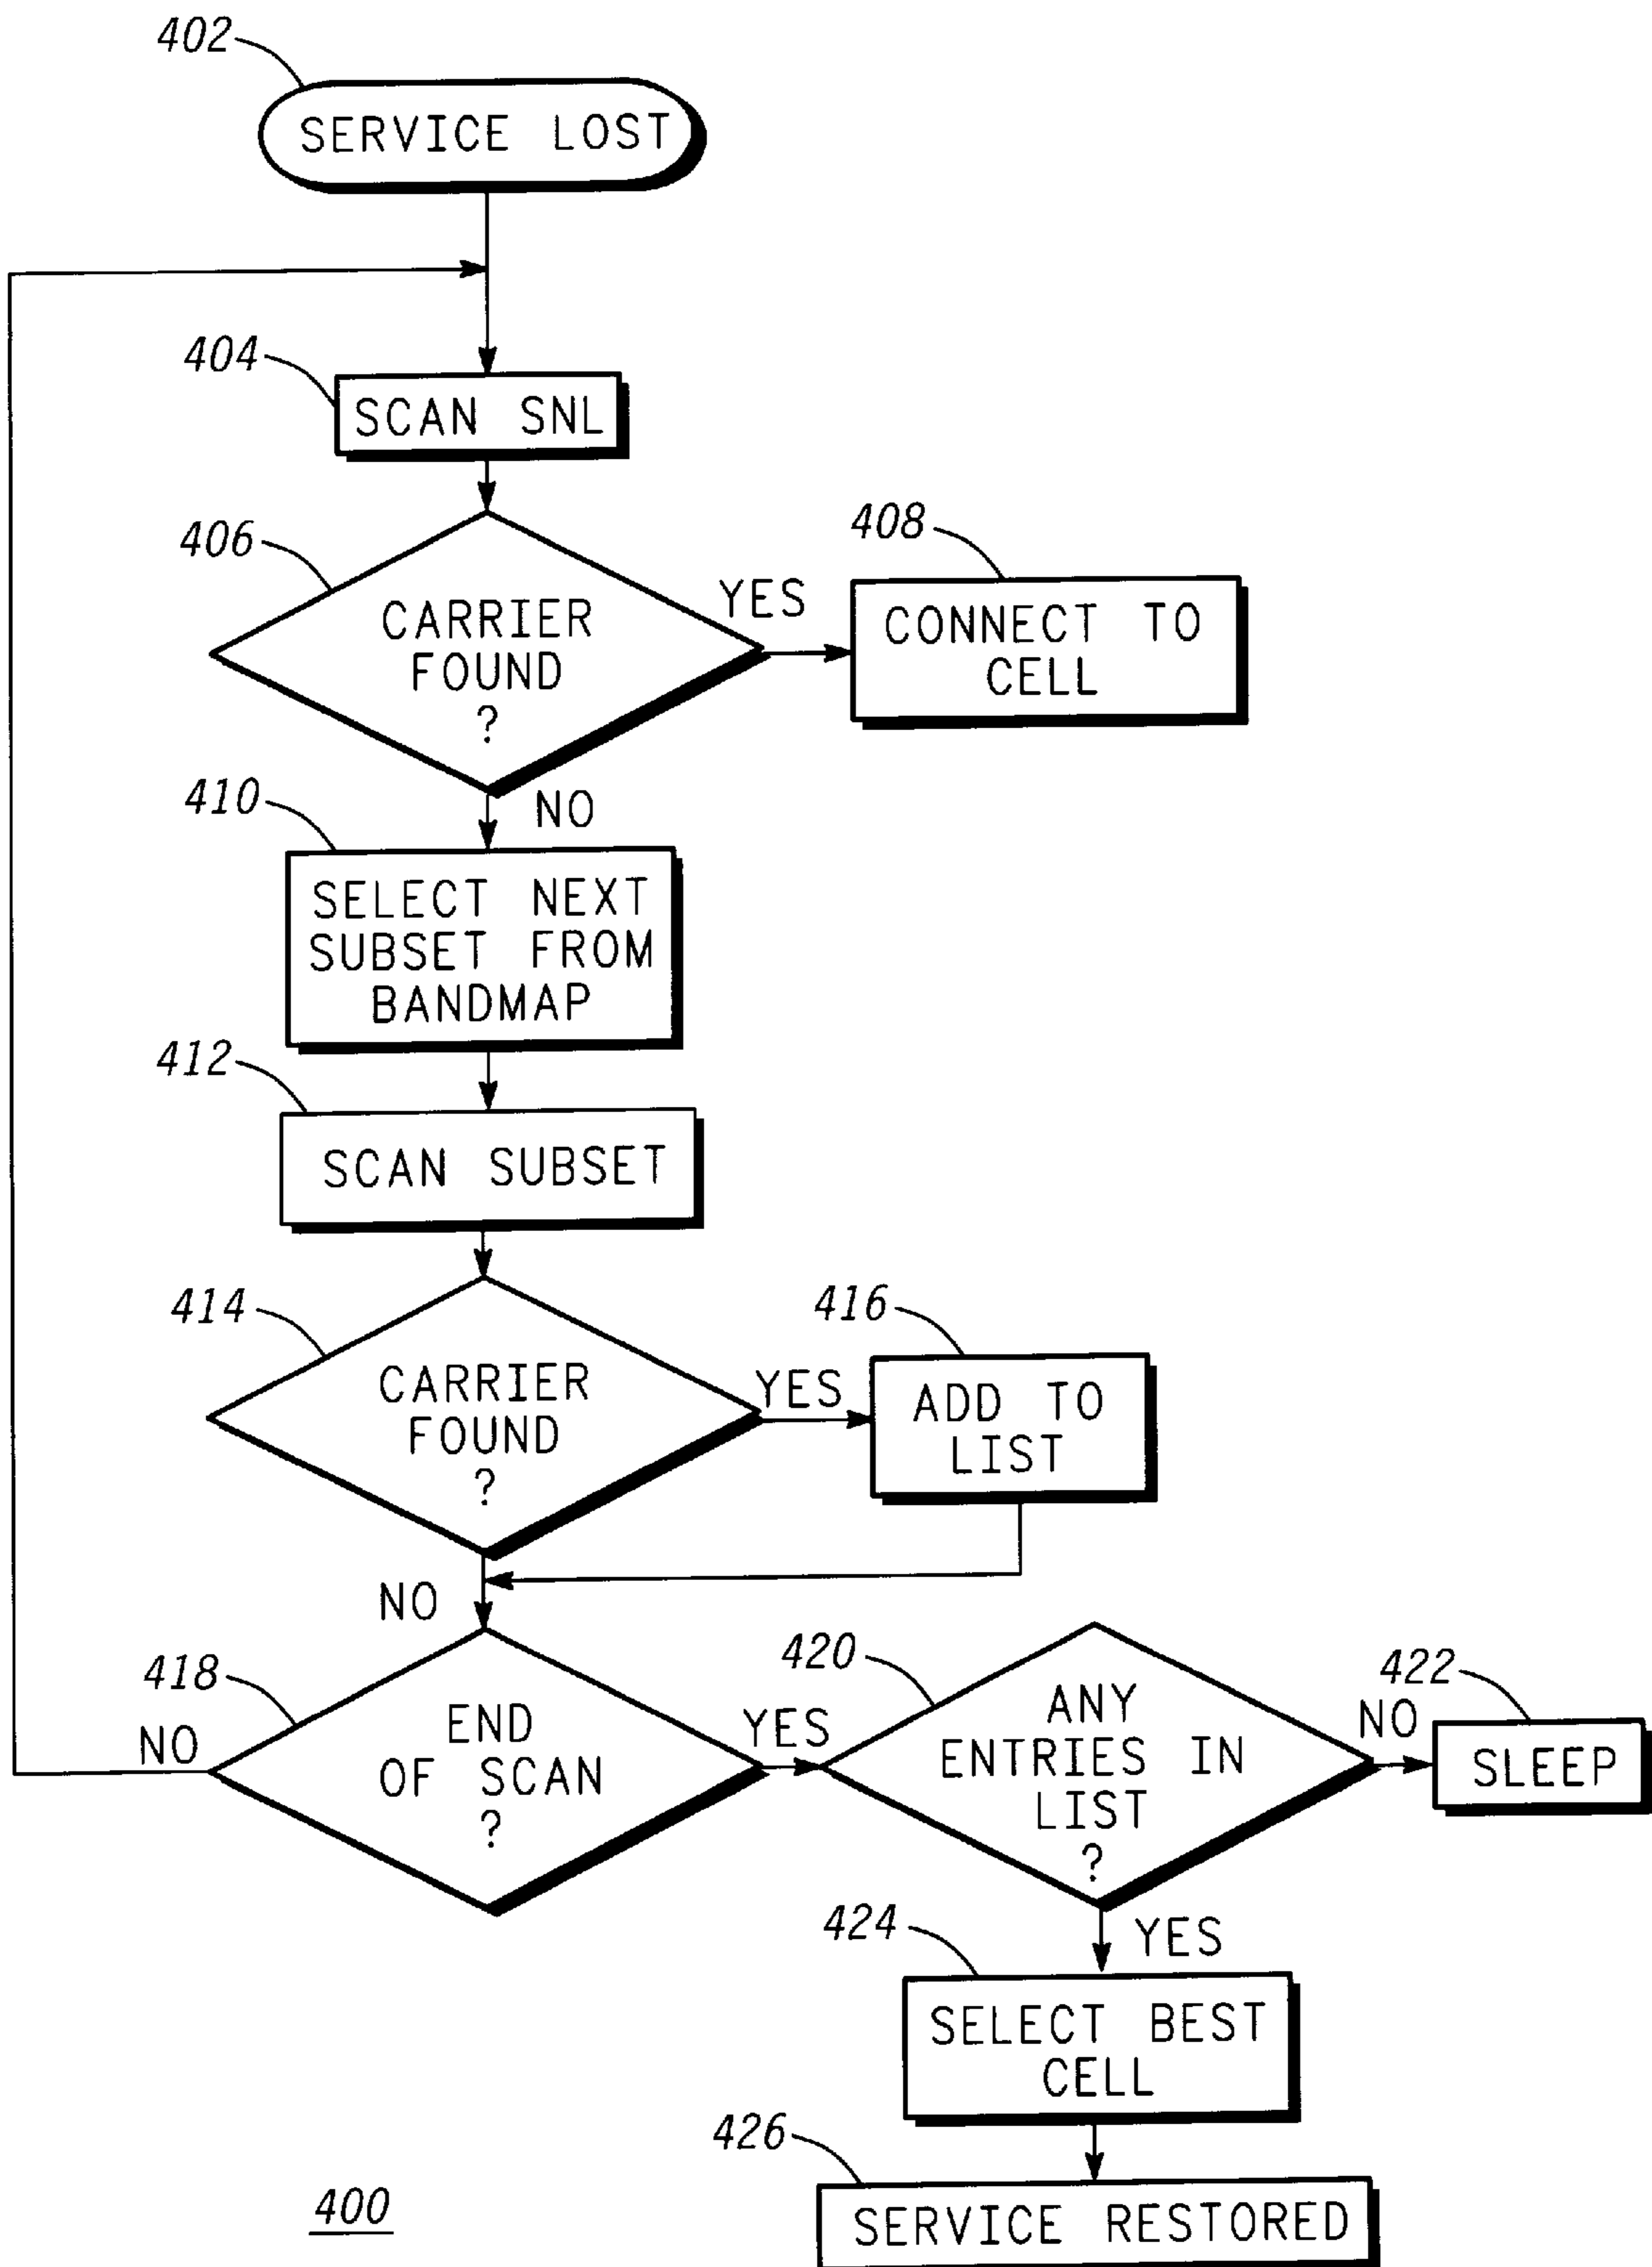 402
SERVICE LOST
404
SCAN SNL
406
CARRIER
FOUND
?
YES
408
CONNECT TO
CELL
NO
410
SELECT NEXT
SUBSET FROM
BANDMAP
412
SCAN SUBSET
414
CARRIER
FOUND
?
YES
416
ADD TO
LIST
NO
418
END
OF SCAN
?
NO
YES
420
ANY
ENTRIES IN
LIST
?
NO
422
SLEEP
YES
424
SELECT BEST
CELL
426
SERVICE RESTORED
400